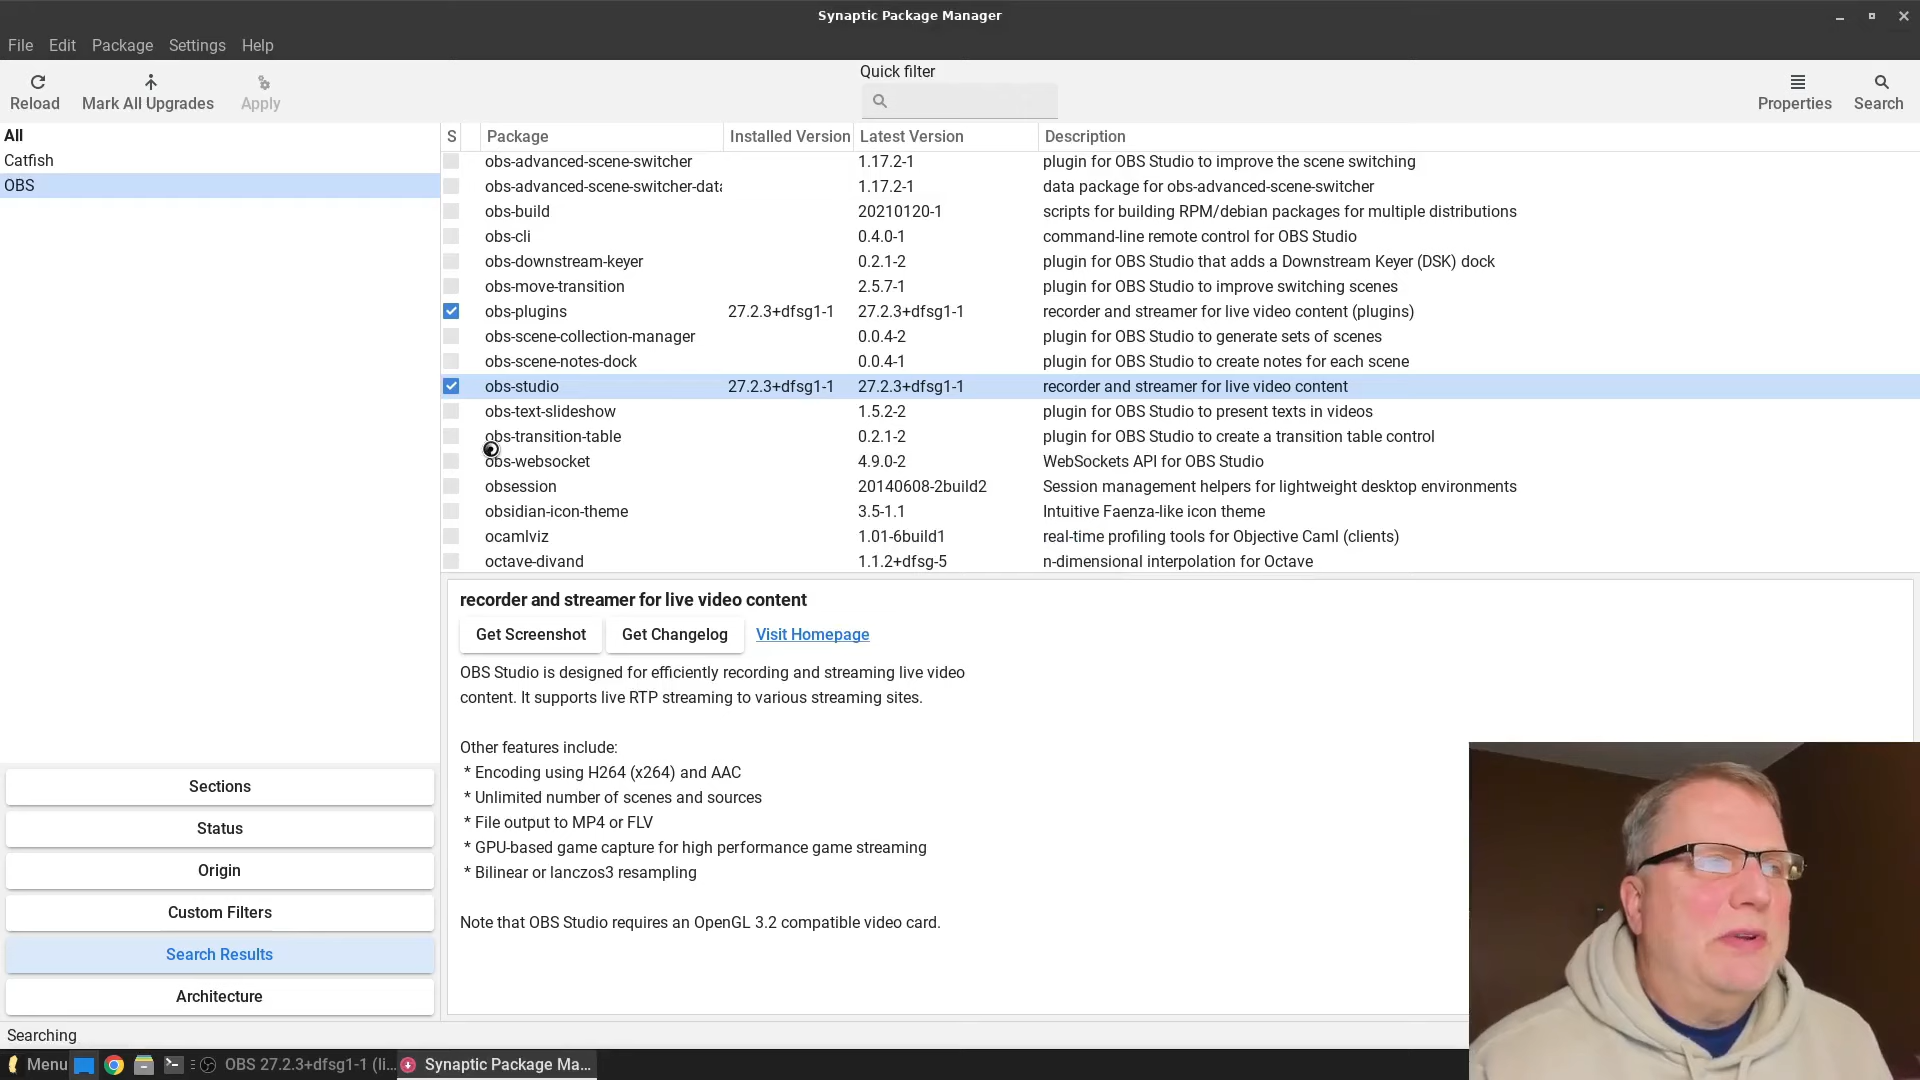 Synaptic Package Manager
File Edit Package Settings Help
Reload Mark All Upgrades Apply
Quick filter
Properties Search
All
Catfish
OBS
S Package Installed Version Latest Version Description
obs-advanced-scene-switcher 1.17.2-1 plugin for OBS Studio to improve the scene switching
obs-advanced-scene-switcher-data 1.17.2-1 data package for obs-advanced-scene-switcher
obs-build 20210120-1 scripts for building RPM/debian packages for multiple distributions
obs-cli 0.4.0-1 command-line remote control for OBS Studio
obs-downstream-keyer 0.2.1-2 plugin for OBS Studio that adds a Downstream Keyer (DSK) dock
obs-move-transition 2.5.7-1 plugin for OBS Studio to improve switching scenes
obs-plugins 27.2.3+dfsg1-1 27.2.3+dfsg1-1 recorder and streamer for live video content (plugins)
obs-scene-collection-manager 0.0.4-2 plugin for OBS Studio to generate sets of scenes
obs-scene-notes-dock 0.0.4-1 plugin for OBS Studio to create notes for each scene
obs-studio 27.2.3+dfsg1-1 27.2.3+dfsg1-1 recorder and streamer for live video content
obs-text-slideshow 1.5.2-2 plugin for OBS Studio to present texts in videos
obs-transition-table 0.2.1-2 plugin for OBS Studio to create a transition table control
obs-websocket 4.9.0-2 WebSockets API for OBS Studio
obsession 20140608-2build2 Session management helpers for lightweight desktop environments
obsidian-icon-theme 3.5-1.1 Intuitive Faenza-like icon theme
ocamlviz 1.01-6build1 real-time profiling tools for Objective Caml (clients)
octave-divand 1.1.2+dfsg-5 n-dimensional interpolation for Octave
recorder and streamer for live video content
Get Screenshot Get Changelog Visit Homepage
OBS Studio is designed for efficiently recording and streaming live video
content. It supports live RTP streaming to various streaming sites.
Other features include:
* Encoding using H264 (x264) and AAC
* Unlimited number of scenes and sources
* File output to MP4 or FLV
* GPU-based game capture for high performance game streaming
* Bilinear or lanczos3 resampling
Note that OBS Studio requires an OpenGL 3.2 compatible video card.
Sections
Status
Origin
Custom Filters
Search Results
Architecture
Searching
Menu OBS 27.2.3+dfsg1-1 (li... Synaptic Package Ma...